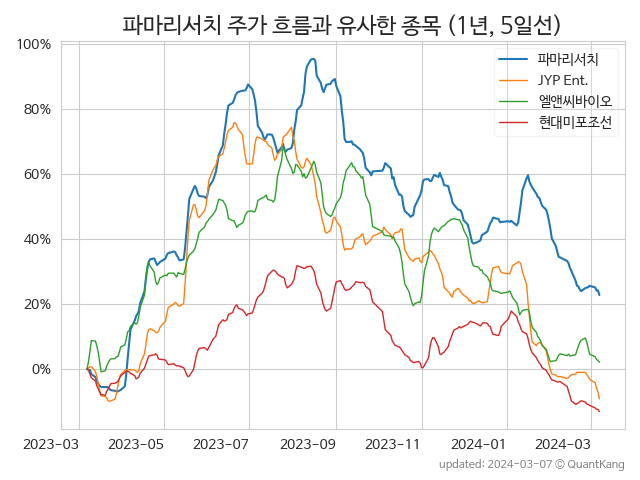 파마리서치 주가 흐름과 유사한 종목 (1년, 5일선)
100%
80%
60%
40%
20%
0%
파마리서치
JYP Ent.
엘앤씨바이오
현대미포조선
2023-03
2023-05
2023-07
2023-09
2023-11
2024-01
2024-03
updated: 2024-03-07 © QuantKang